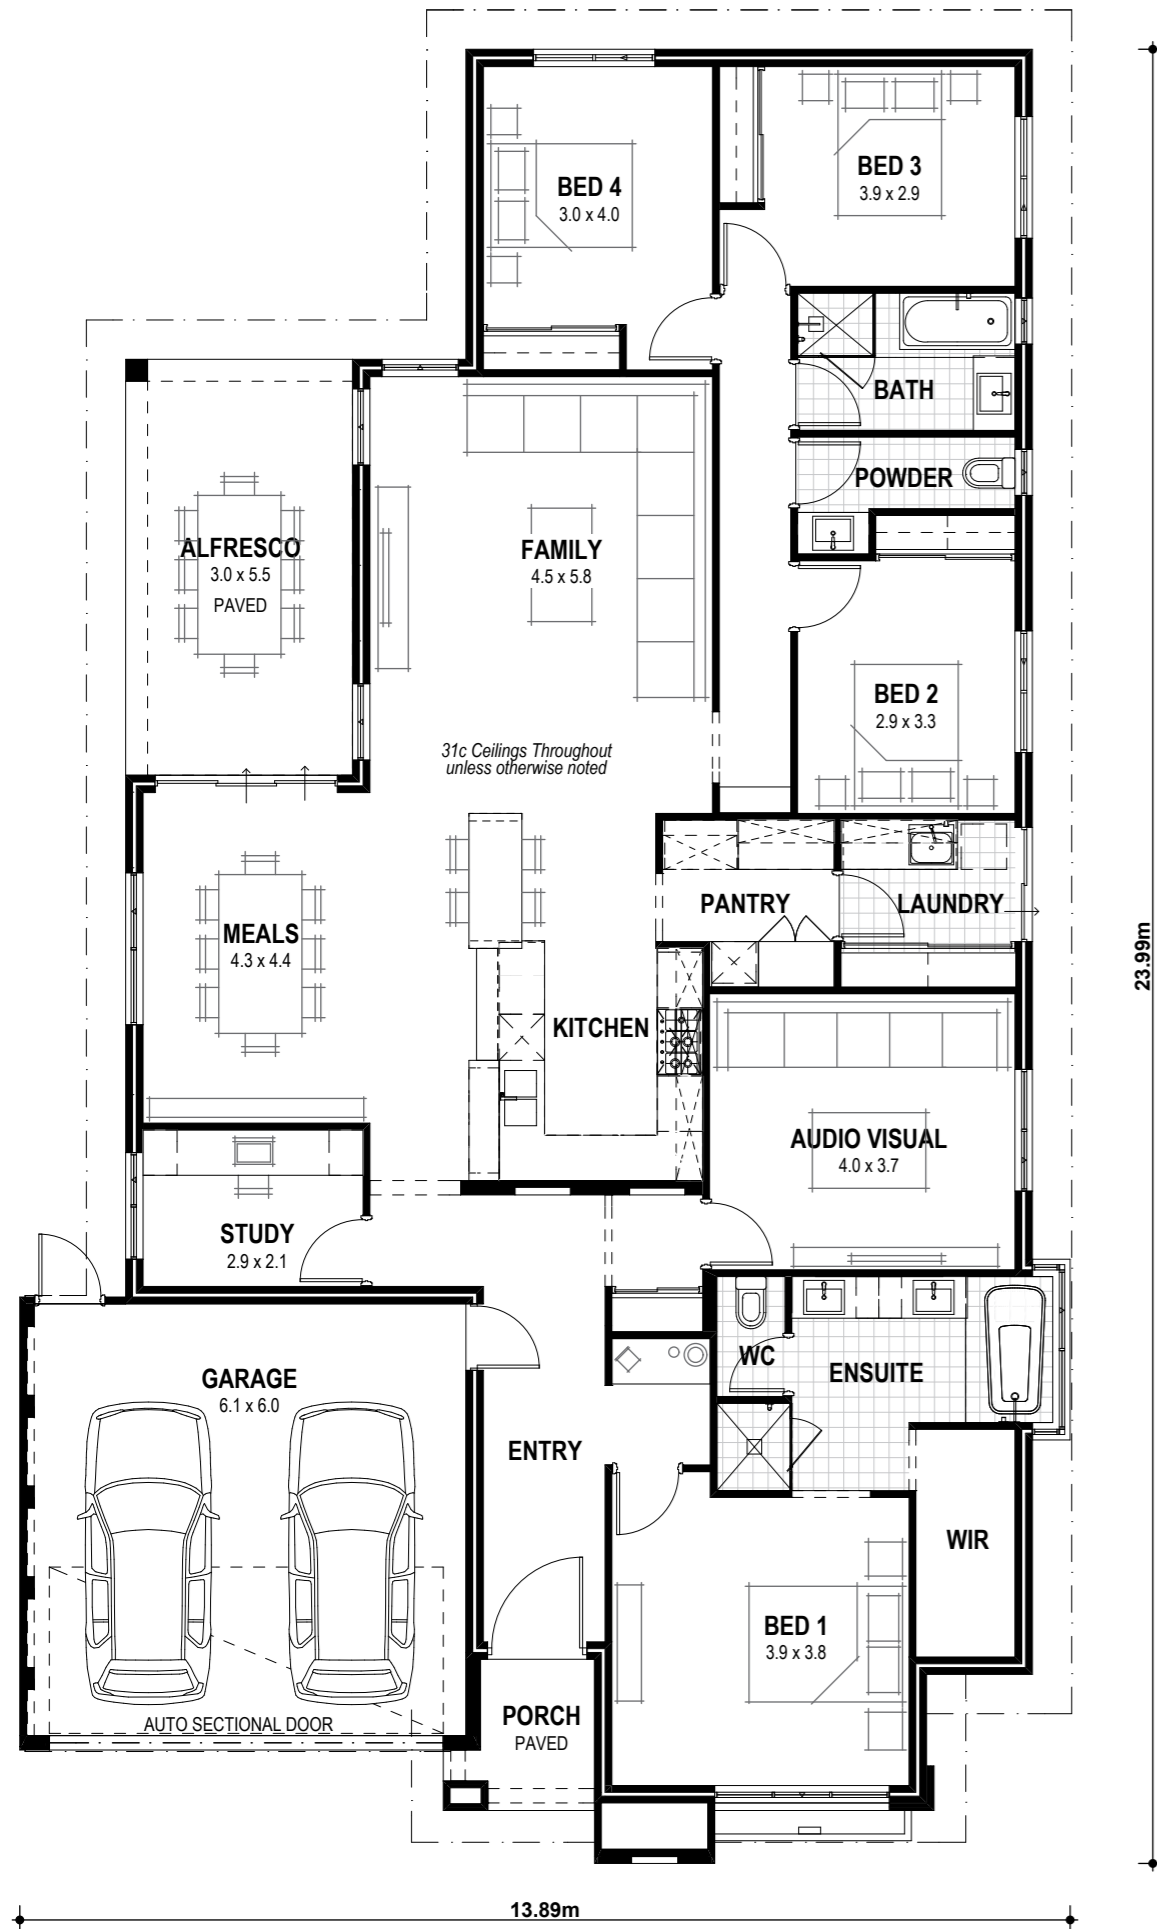 BED 4
3.0 x 4.0
BED 3
3.9 x 2.9
BATH
POWDER
ALFRESCO
3.0 x 5.5
PAVED
FAMILY
4.5 x 5.8
BED 2
2.9 x 3.3
31c Ceilings Throughout
unless otherwise noted
PANTRY
LAUNDRY
MEALS
4.3 x 4.4
KITCHEN
AUDIO VISUAL
4.0 x 3.7
STUDY
2.9 x 2.1
WC
ENSUITE
GARAGE
6.1 x 6.0
ENTRY
WIR
BED 1
3.9 x 3.8
PORCH
PAVED
AUTO SECTIONAL DOOR
23.99m
13.89m